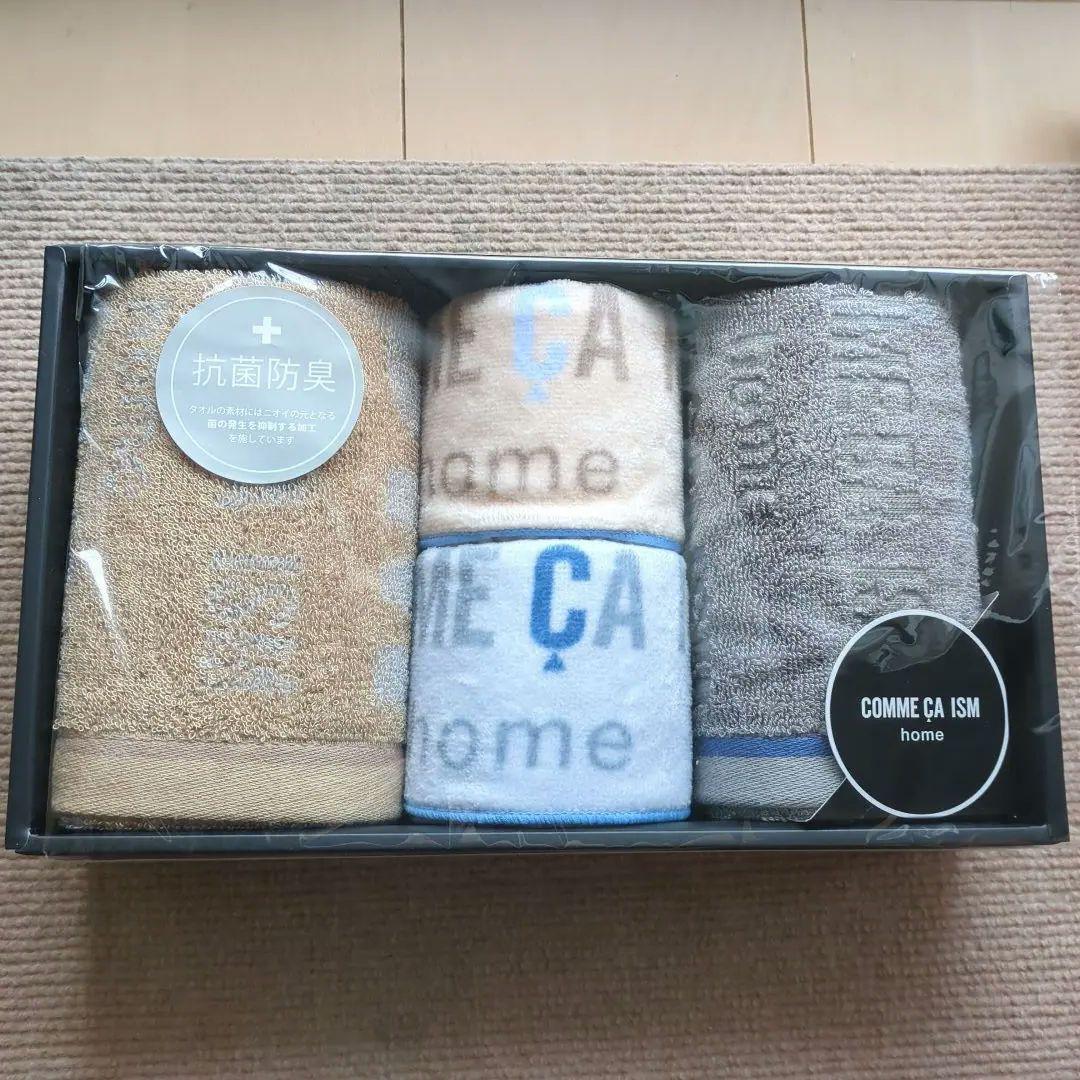 抗菌防臭
タオルの素材にはニオイの元となる
菌の発生を抑制する加工
を施しています
ME ÇA
home
ME ÇA
home
COMME ÇA ISM
home